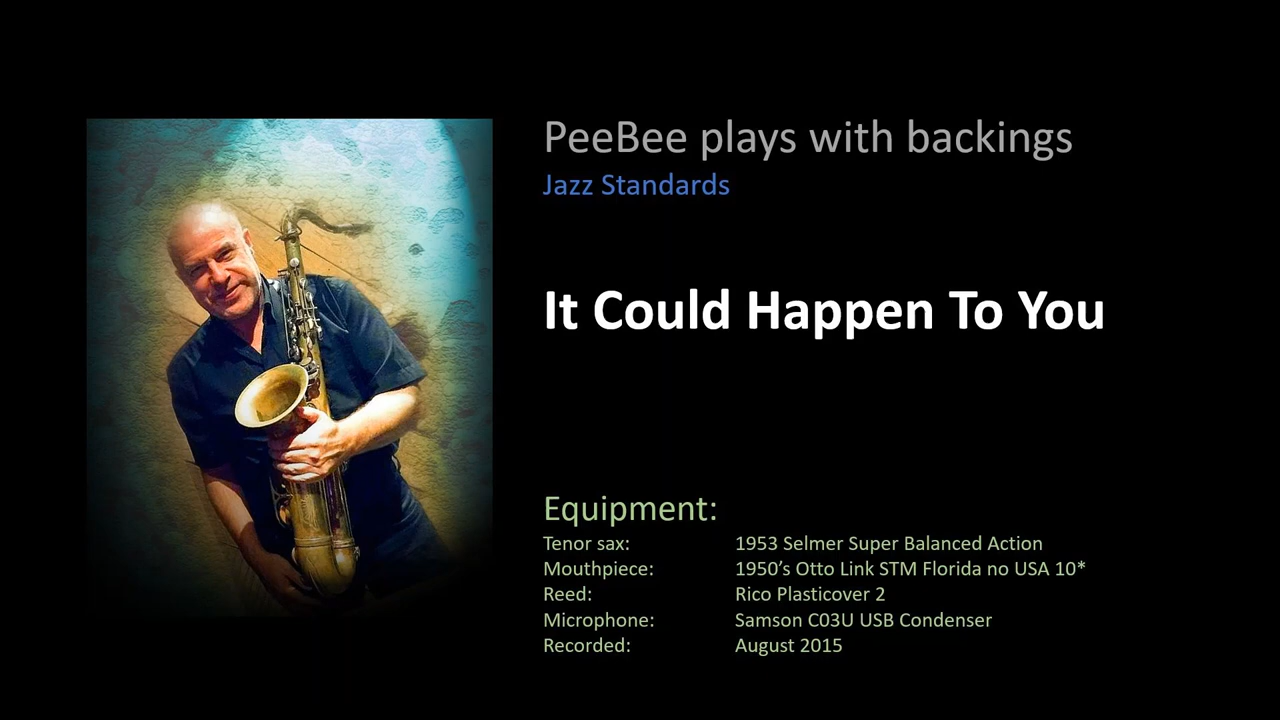 PeeBee plays with backings
Jazz Standards
It Could Happen To You
Equipment:
Tenor sax: 1953 Selmer Super Balanced Action
Mouthpiece: 1950’s Otto Link STM Florida no USA 10*
Reed: Rico Plasticover 2
Microphone: Samson C03U USB Condenser
Recorded: August 2015